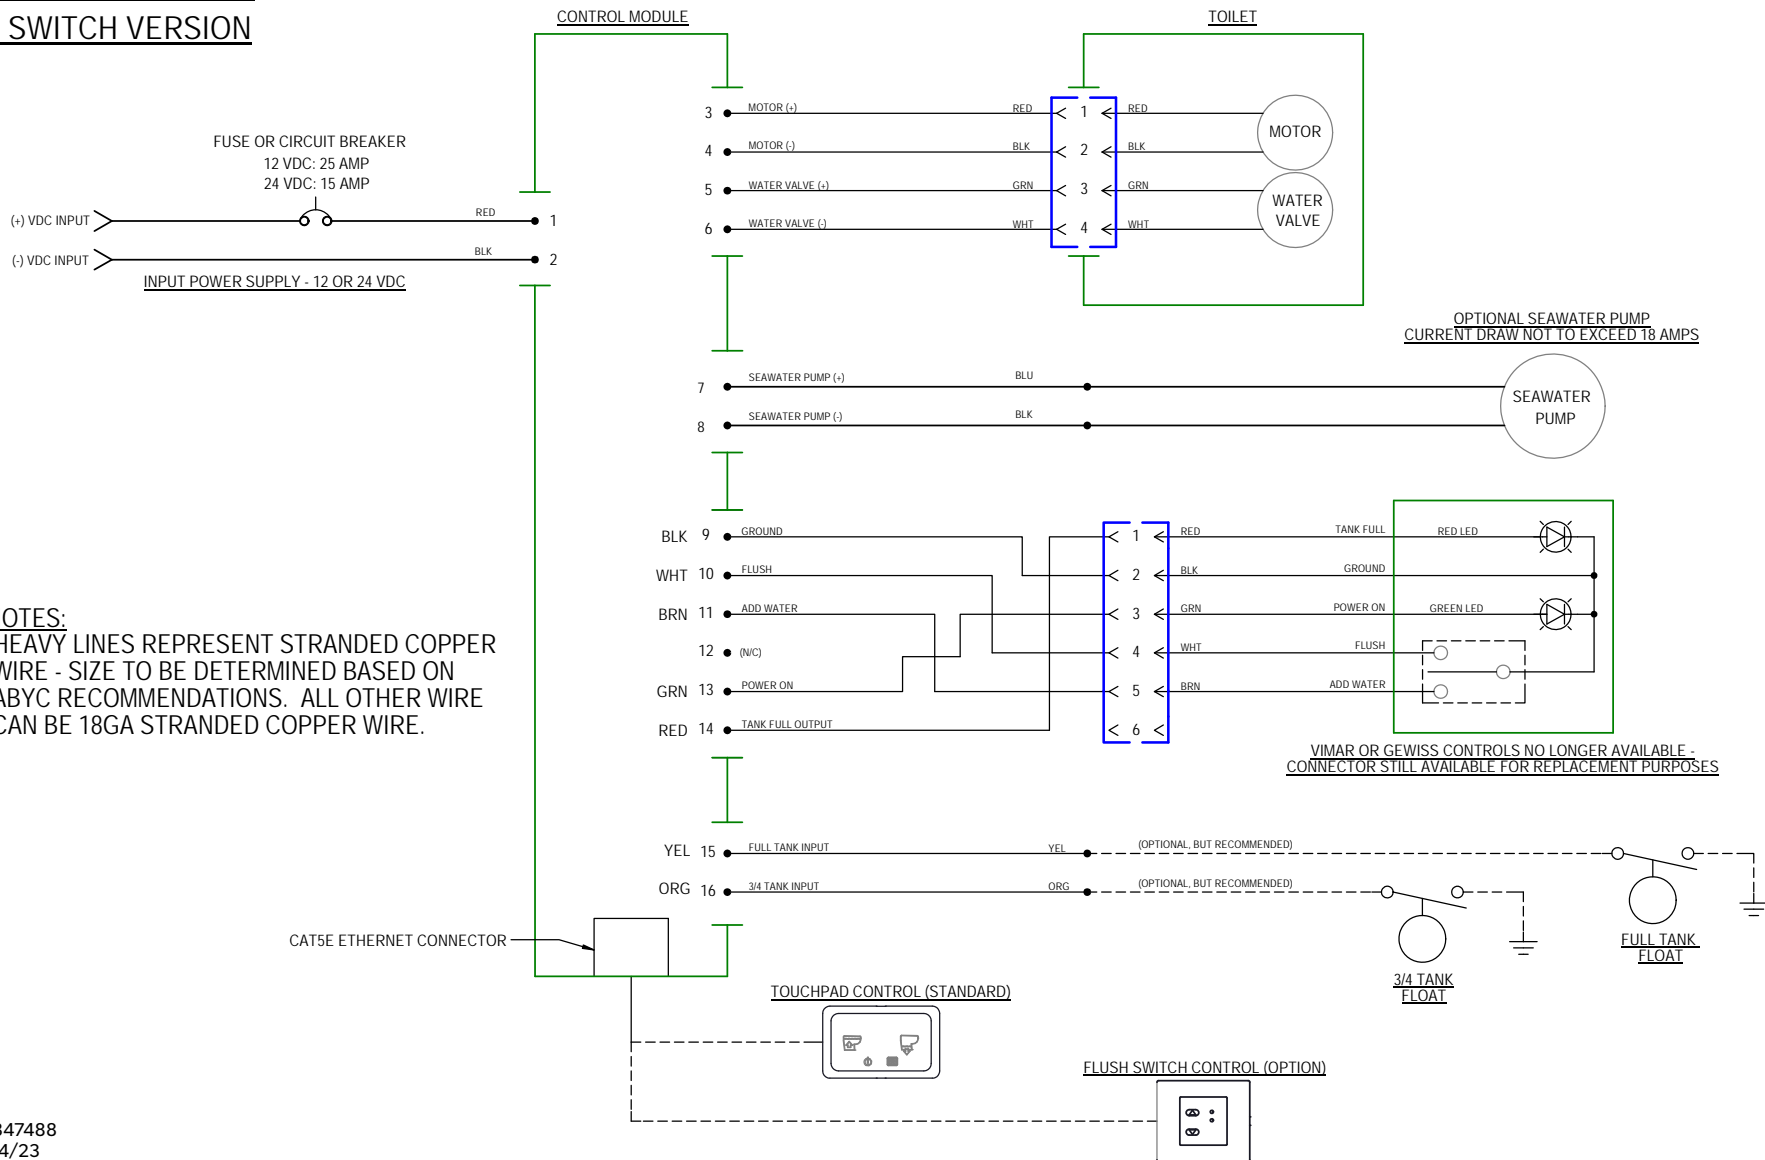 SWITCH VERSION
CONTROL MODULE
TOILET
FUSE OR CIRCUIT BREAKER
12 VDC: 25 AMP
24 VDC: 15 AMP
(+) VDC INPUT
RED
1
(-) VDC INPUT
BLK
2
INPUT POWER SUPPLY - 12 OR 24 VDC
3 MOTOR (+) RED 1 RED
4 MOTOR (-) BLK 2 BLK
MOTOR
5 WATER VALVE (+) GRN 3 GRN
6 WATER VALVE (-) WHT 4 WHT
WATER
VALVE
OPTIONAL SEAWATER PUMP
CURRENT DRAW NOT TO EXCEED 18 AMPS
7 SEAWATER PUMP (+) BLU
8 SEAWATER PUMP (-) BLK
SEAWATER
PUMP
BLK 9 GROUND 1 RED TANK FULL RED LED
WHT 10 FLUSH 2 BLK GROUND
BRN 11 ADD WATER 3 GRN POWER ON GREEN LED
12 (N/C) 4 WHT FLUSH
GRN 13 POWER ON 5 BRN ADD WATER
RED 14 TANK FULL OUTPUT 6
VIMAR OR GEWISS CONTROLS NO LONGER AVAILABLE -
CONNECTOR STILL AVAILABLE FOR REPLACEMENT PURPOSES
OTES:
HEAVY LINES REPRESENT STRANDED COPPER
WIRE - SIZE TO BE DETERMINED BASED ON
ABYC RECOMMENDATIONS. ALL OTHER WIRE
CAN BE 18GA STRANDED COPPER WIRE.
YEL 15 FULL TANK INPUT YEL (OPTIONAL, BUT RECOMMENDED)
ORG 16 3/4 TANK INPUT ORG (OPTIONAL, BUT RECOMMENDED)
FULL TANK
FLOAT
3/4 TANK
FLOAT
CAT5E ETHERNET CONNECTOR
TOUCHPAD CONTROL (STANDARD)
FLUSH SWITCH CONTROL (OPTION)
347488
4/23